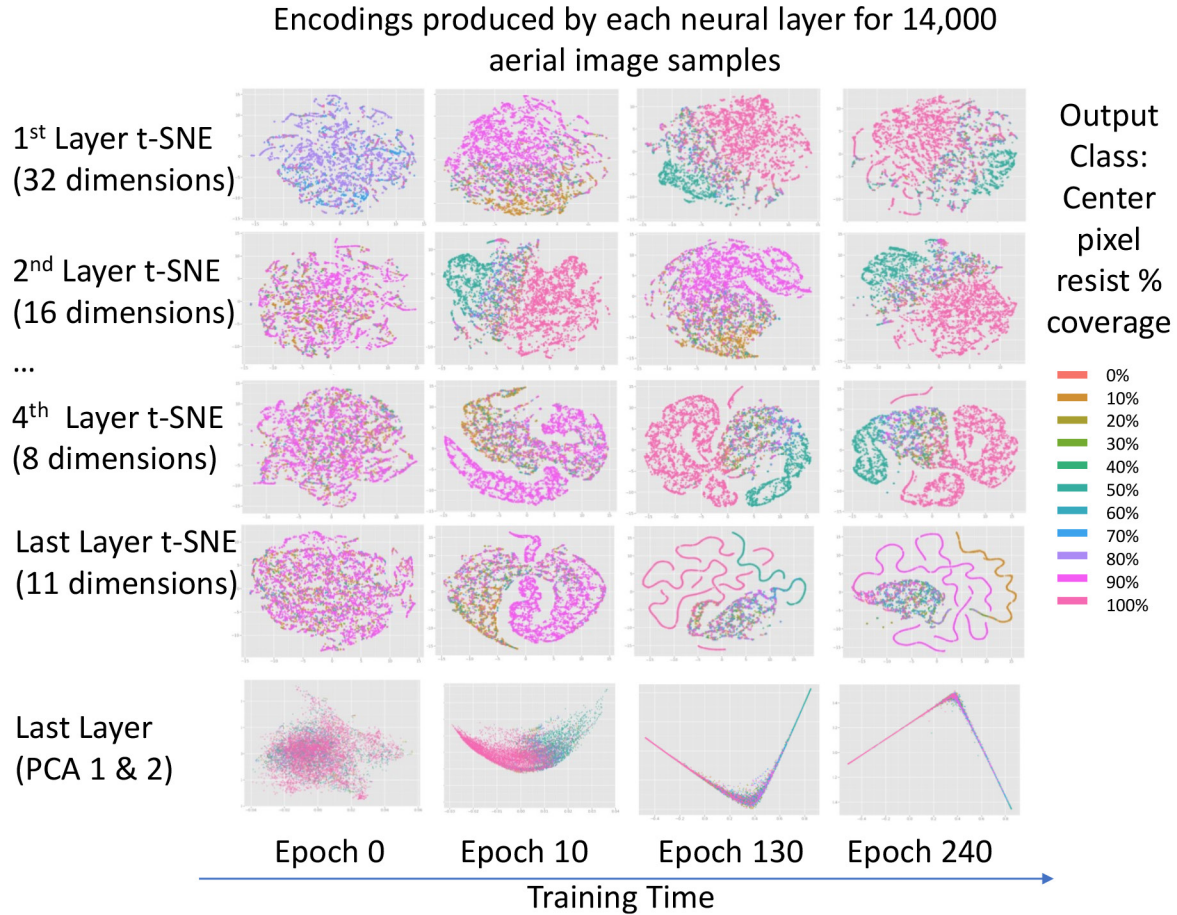 Encodings produced by each neural layer for 14,000
aerial image samples
1st Layer t-SNE
(32 dimensions)
2nd Layer t-SNE
(16 dimensions)
...
4th Layer t-SNE
(8 dimensions)
Last Layer t-SNE
(11 dimensions)
Last Layer
(PCA 1 & 2)
Output
Class:
Center
pixel
resist %
coverage
0%
10%
20%
30%
40%
50%
60%
70%
80%
90%
100%
Epoch 0
Epoch 10
Epoch 130
Epoch 240
Training Time